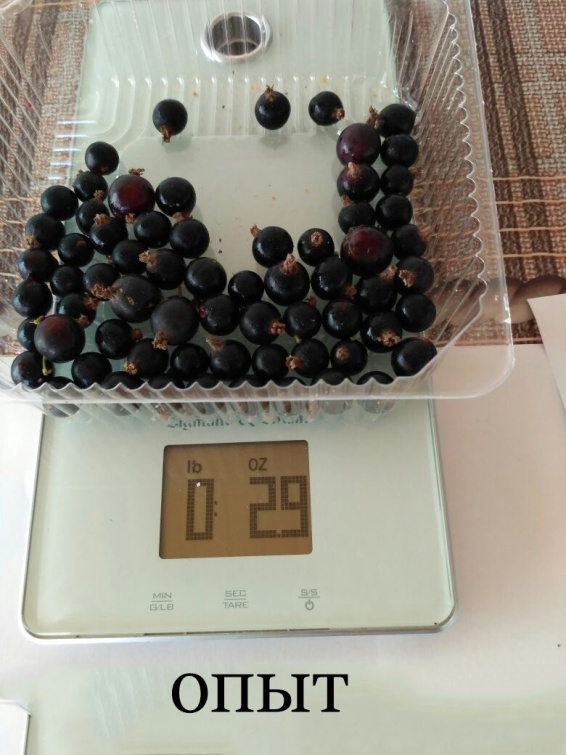 lb OZ
0: 2.9
MIN SEC S/S
G/LB TARE
ОПЫТ